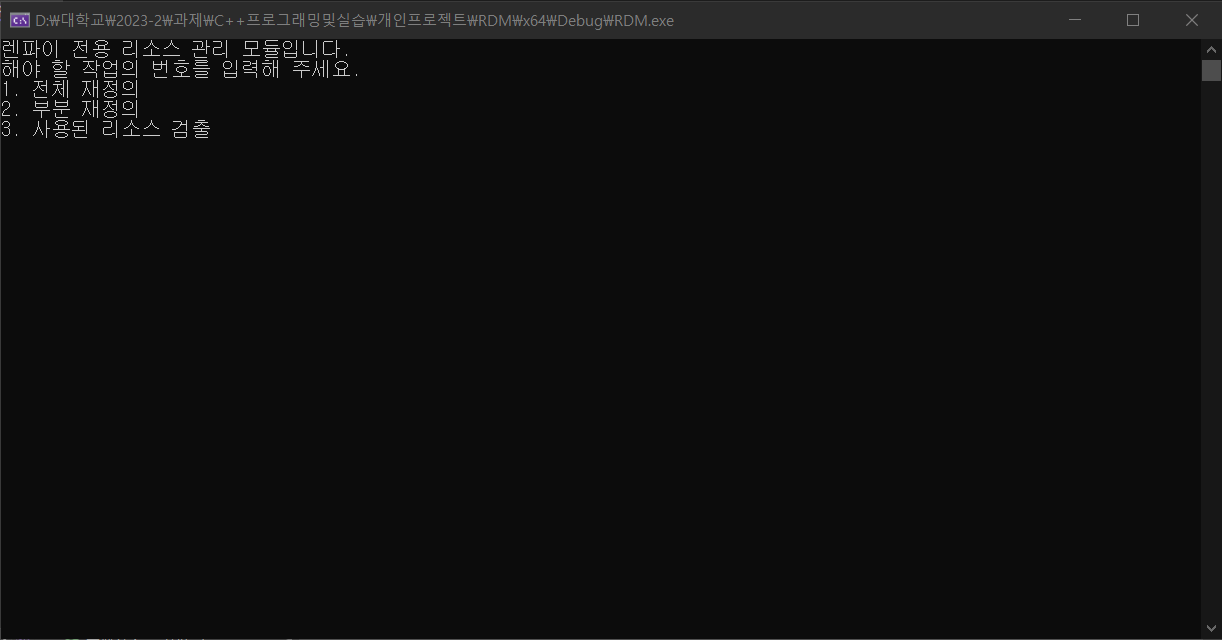 D:₩대학교₩2023-2₩과제₩C++프로그래밍및실습₩개인프로젝트₩RDM₩x64₩Debug₩RDM.exe
렌파이 전용 리소스 관리 모듈입니다.
해야 할 작업의 번호를 입력해 주세요.
1. 전체 재정의
2. 부분 재정의
3. 사용된 리소스 검출